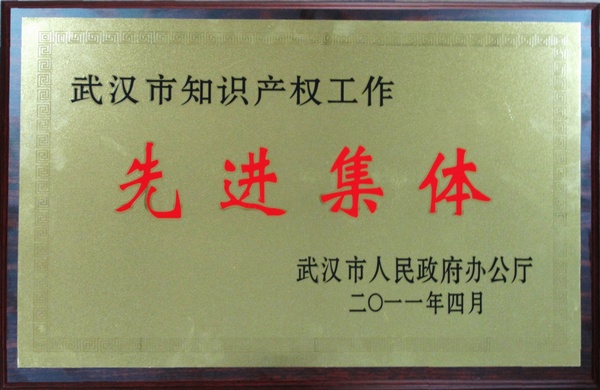 武汉市知识产权工作
先进集体
武汉市人民政府办公厅
二〇一一年四月